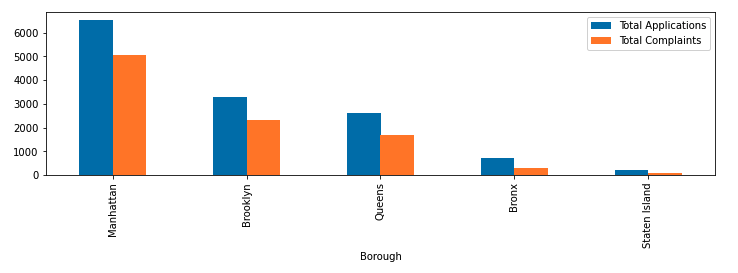 6000
5000
4000
3000
2000
1000
0
Total Applications
Total Complaints
Manhattan
Brooklyn
Queens
Bronx
Staten Island
Borough